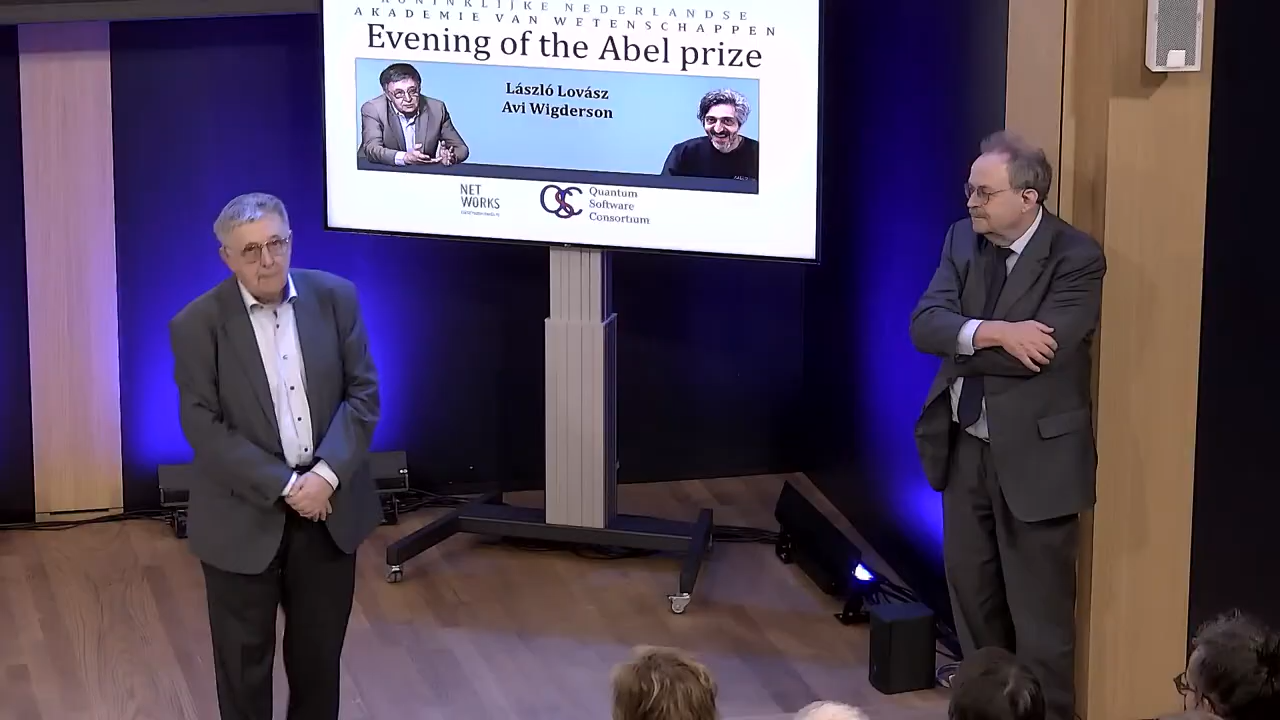 KONINKLIJKE NEDERLANDSE
AKADEMIE VAN WETENSCHAPPEN
Evening of the Abel prize
László Lovász
Avi Wigderson
NET
WORKS
Quantum
Software
Consortium